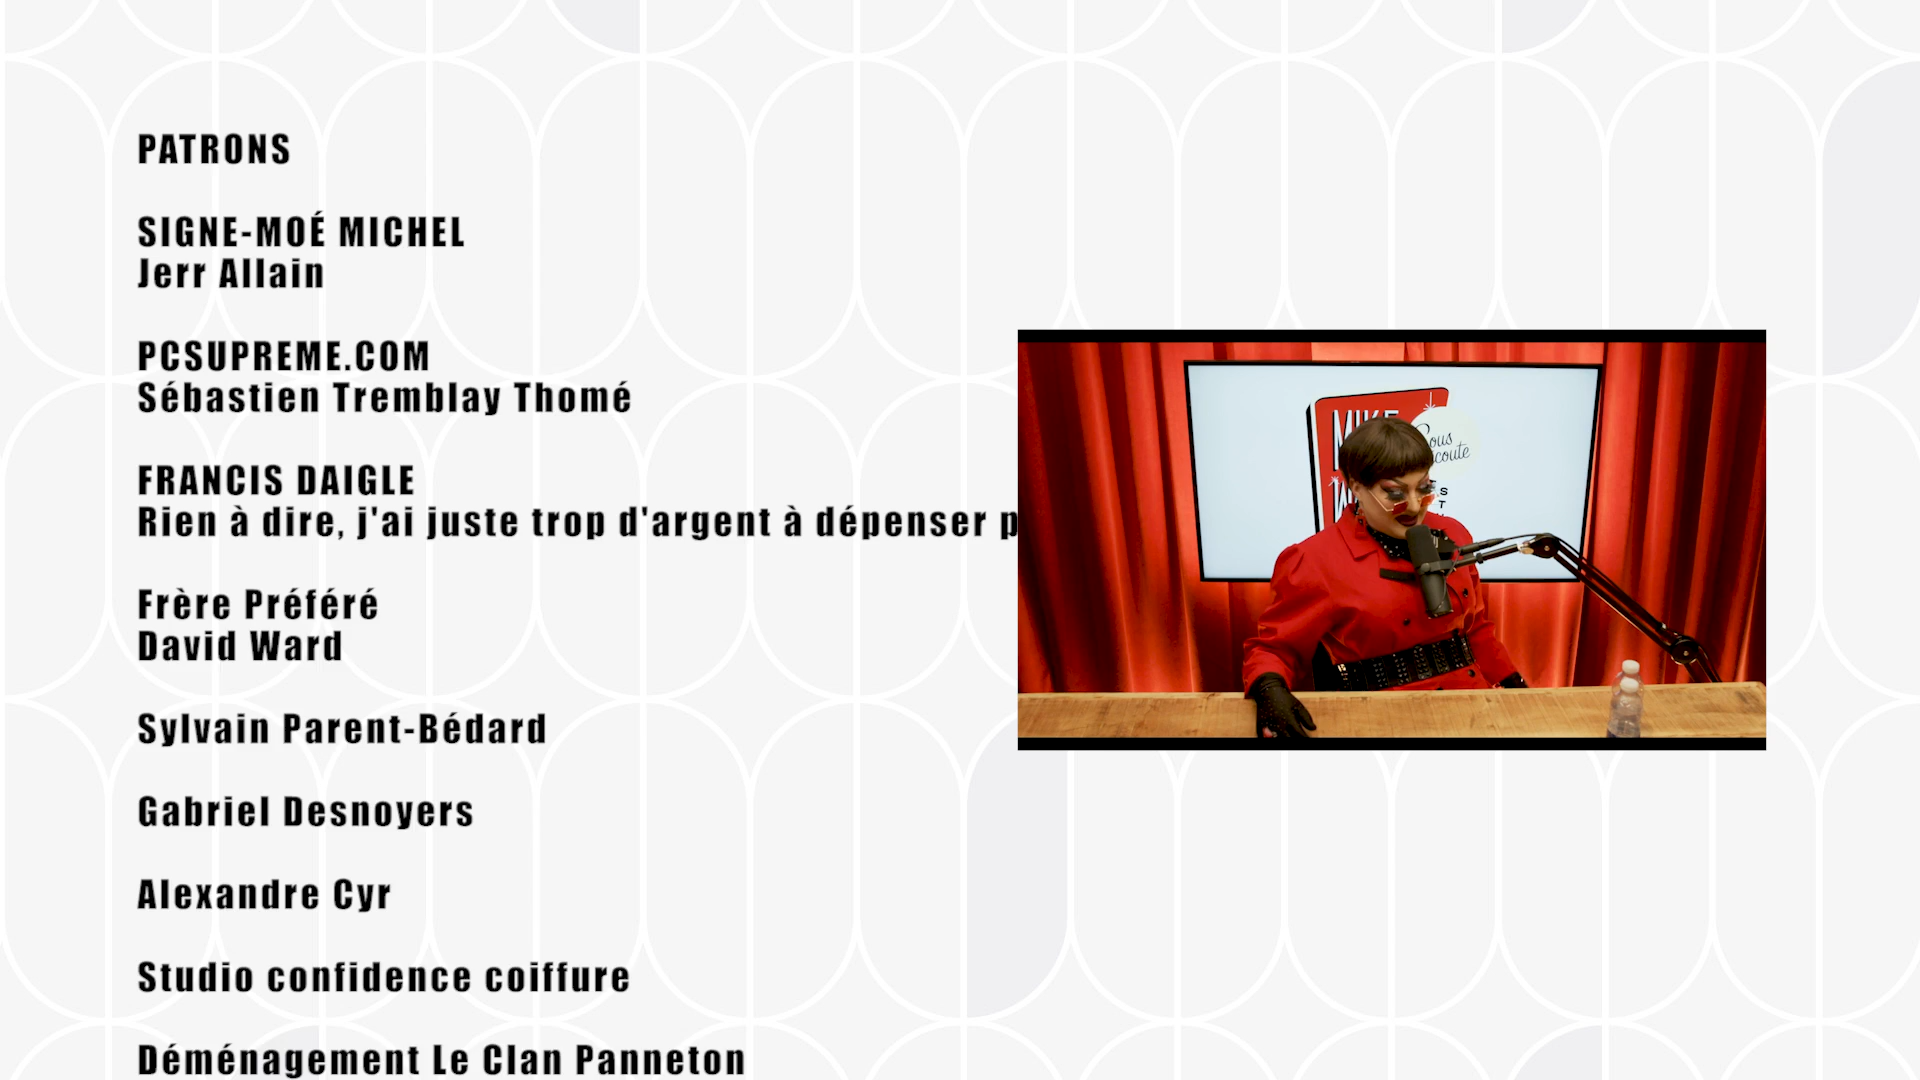 PATRONS
SIGNE-MOÉ MICHEL
Jerr Allain
PCSUPREME.COM
Sébastien Tremblay Thomé
FRANCIS DAIGLE
Rien à dire, j'ai juste trop d'argent à dépenser p
Frère Préféré
David Ward
Sylvain Parent-Bédard
Gabriel Desnoyers
Alexandre Cyr
Studio confidence coiffure
Déménagement Le Clan Panneton
MIKE